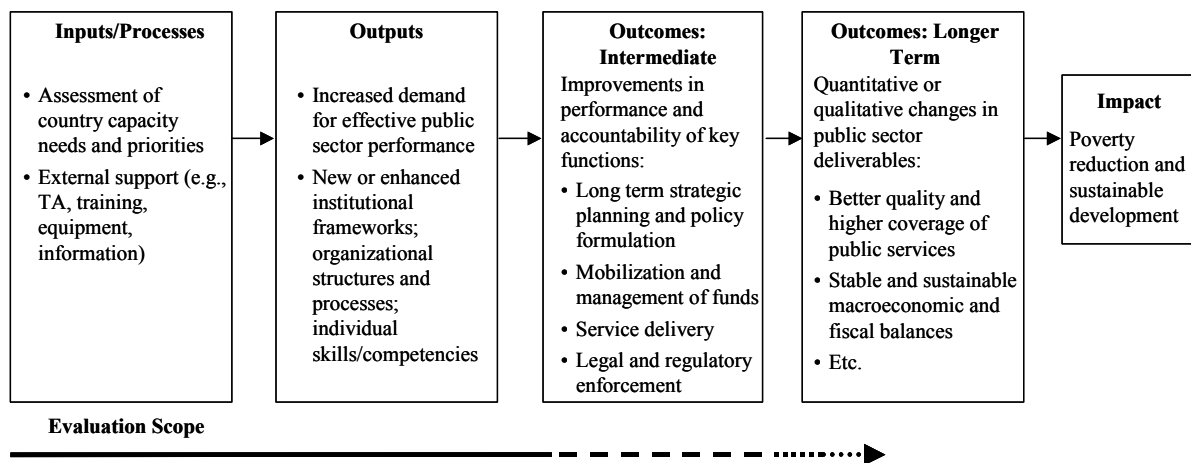 Inputs/Processes
• Assessment of
country capacity
needs and priorities
• External support (e.g.,
TA, training,
equipment,
information)
Outputs
• Increased demand
for effective public
sector performance
• New or enhanced
institutional
frameworks;
organizational
structures and
processes;
individual
skills/competencies
Outcomes:
Intermediate
Improvements in
performance and
accountability of key
functions:
• Long term strategic
planning and policy
formulation
• Mobilization and
management of funds
• Service delivery
• Legal and regulatory
enforcement
Outcomes: Longer
Term
Quantitative or
qualitative changes in
public sector
deliverables:
• Better quality and
higher coverage of
public services
• Stable and sustainable
macroeconomic and
fiscal balances
• Etc.
Impact
Poverty
reduction and
sustainable
development
Evaluation Scope